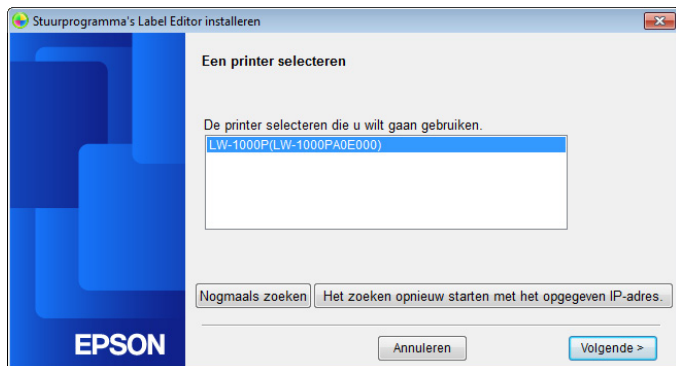 Stuurprogramma's Label Editor installeren
Een printer selecteren
De printer selecteren die u wilt gaan gebruiken.
LW-1000P(LW-1000PA0E000)
Nogmaals zoeken
Het zoeken opnieuw starten met het opgegeven IP-adres.
EPSON
Annuleren
Volgende >